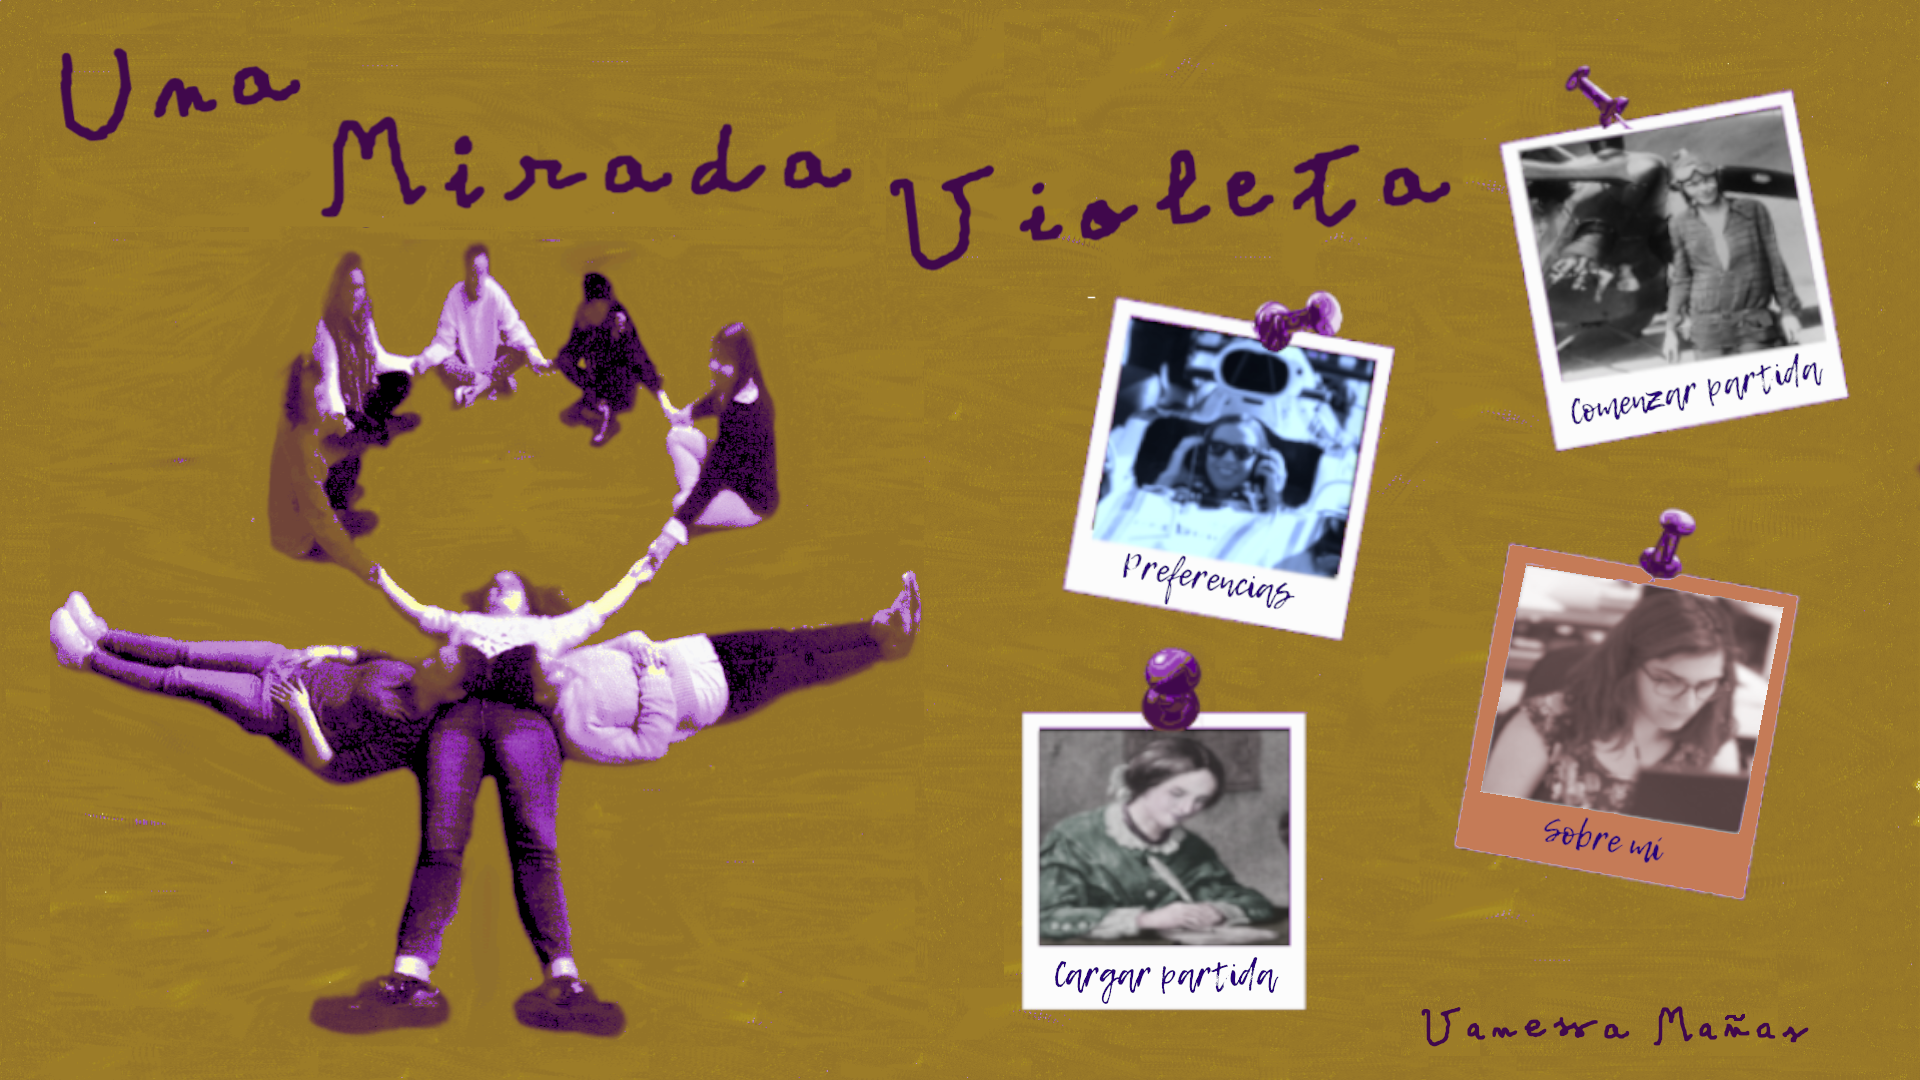 Una
Mirada
Violeta
Comenzar partida
Preferencias
Sobre mí
Cargar partida
Vanessa Mañas